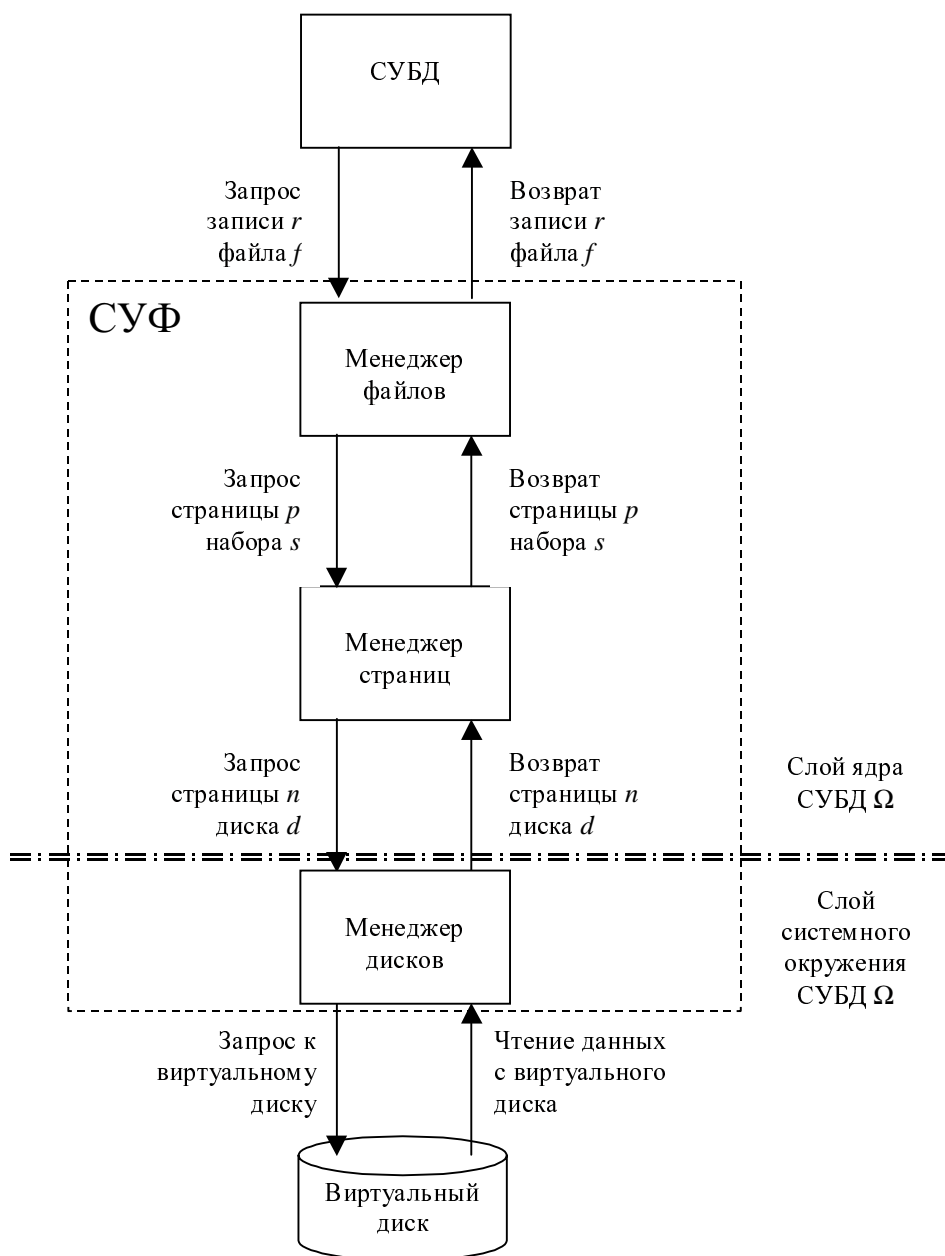 СУБД
Запрос
записи r
файла f
Возврат
записи r
файла f
СУФ
Менеджер
файлов
Запрос
страницы p
набора s
Возврат
страницы p
набора s
Менеджер
страниц
Запрос
страницы n
диска d
Возврат
страницы n
диска d
Слой ядра
СУБД Ω
Менеджер
дисков
Слой
системного
окружения
СУБД Ω
Запрос к
виртуальному
диску
Чтение данных
с виртуального
диска
Виртуальный
диск